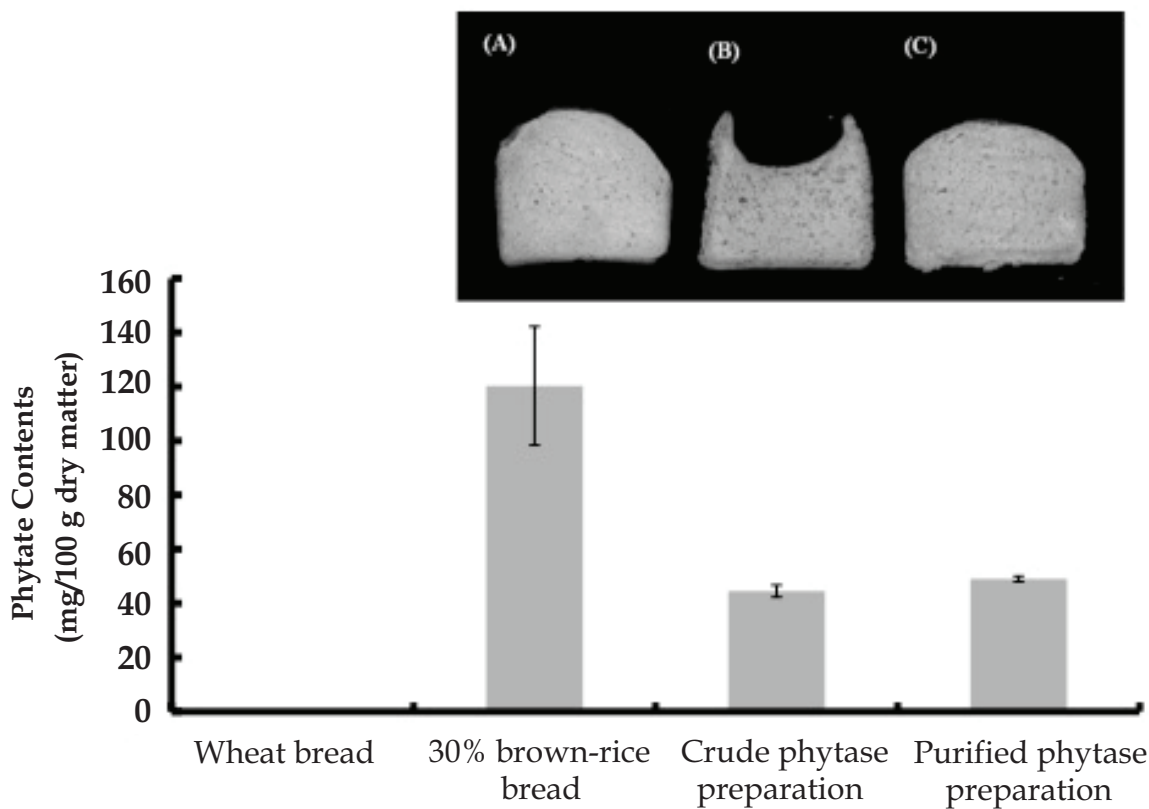 (A)
(B)
(C)
160
140
120
100
80
60
40
20
0
Phytate Contents
(mg/100 g dry matter)
Wheat bread
30% brown-rice
bread
Crude phytase
preparation
Purified phytase
preparation